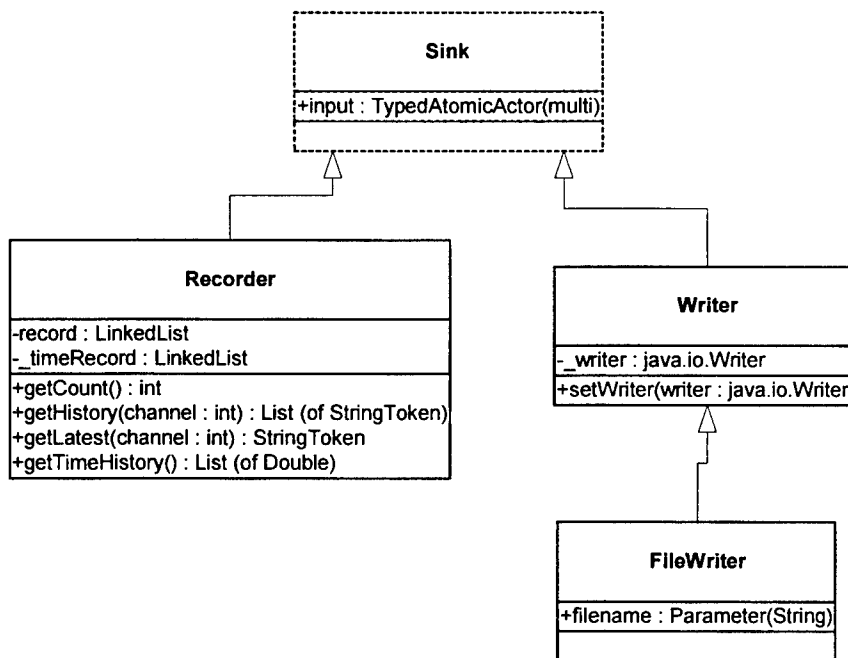 Sink
+input : TypedAtomicActor(multi)
Recorder
-record : LinkedList
-_timeRecord : LinkedList
+getCount() : int
+getHistory(channel : int) : List (of StringToken)
+getLatest(channel : int) : StringToken
+getTimeHistory() : List (of Double)
Writer
-_writer : java.io.Writer
+setWriter(writer : java.io.Writer
FileWriter
+filename : Parameter(String)